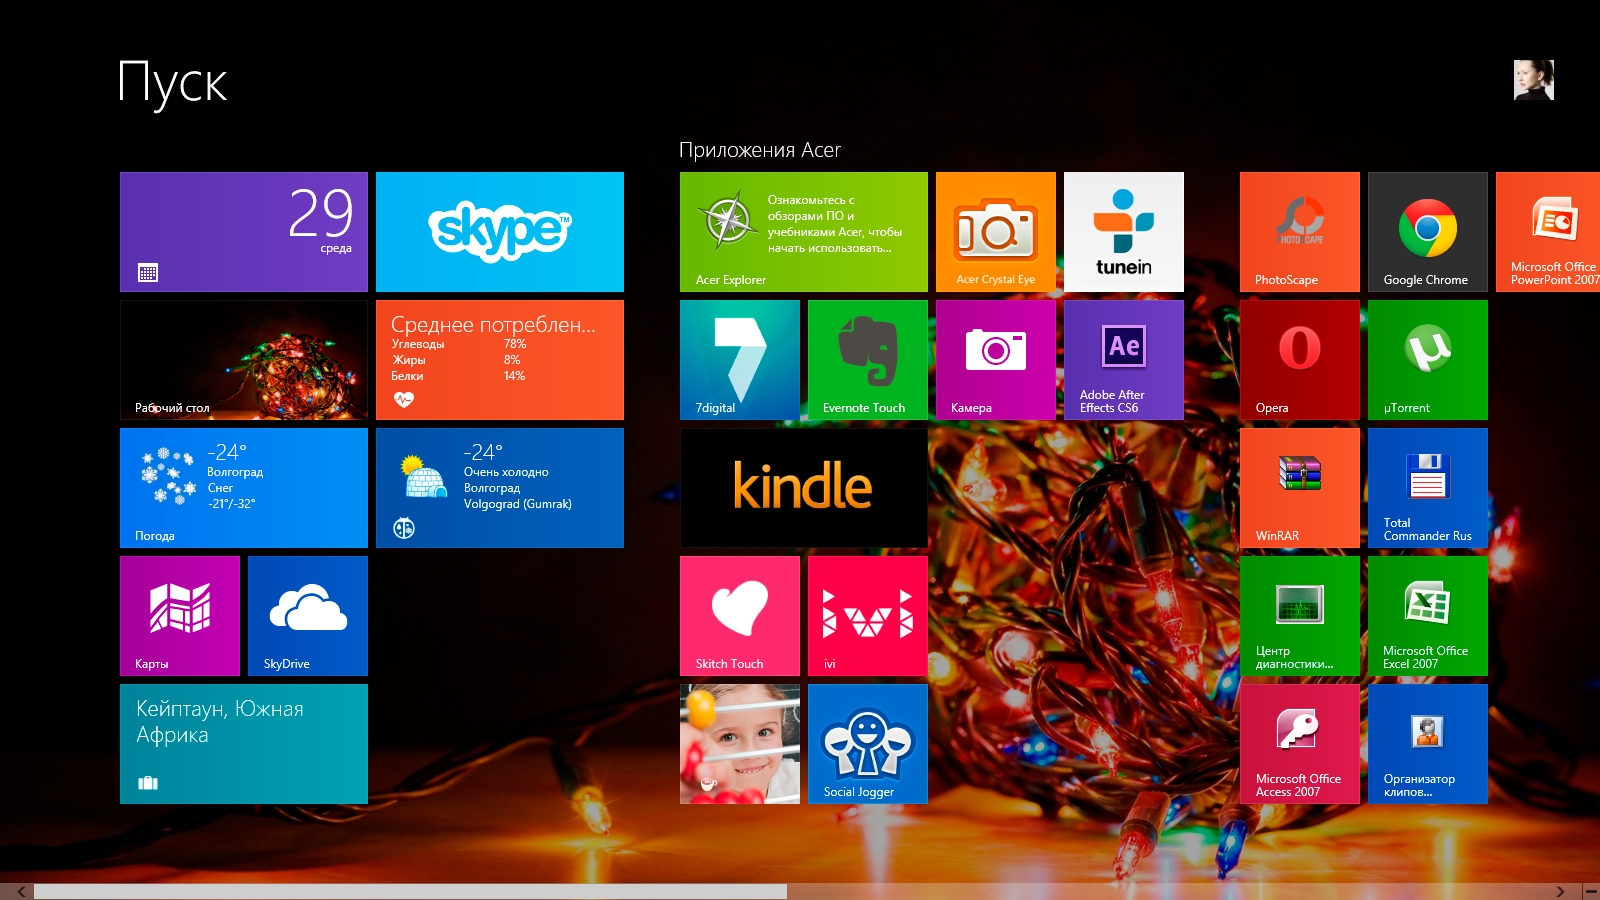 Пуск
29
среда
skype™
Рабочий стол
Среднее потреблен...
Углеводы 78%
Жиры 8%
Белки 14%
-24°
Волгоград
Снег
-21°/-32°
Погода
-24°
Очень холодно
Волгоград
Volgograd (Gumrak)
Карты
SkyDrive
Кейптаун, Южная
Африка
Приложения Acer
Ознакомьтесь с
обзорами ПО и
учебниками Acer, чтобы
начать использовать...
Acer Explorer
Acer Crystal Eye
tunein
7digital
Evernote Touch
Камера
Ae
Adobe After
Effects CS6
kindle
Skitch Touch
ivi
ivi
Social Jogger
PHOTO CAPE
PhotoScape
Google Chrome
Microsoft Office
PowerPoint 2007
Opera
µ
µTorrent
WinRAR
Total
Commander Rus
Центр
диагностики...
Microsoft Office
Excel 2007
Microsoft Office
Access 2007
Организатор
клипов...